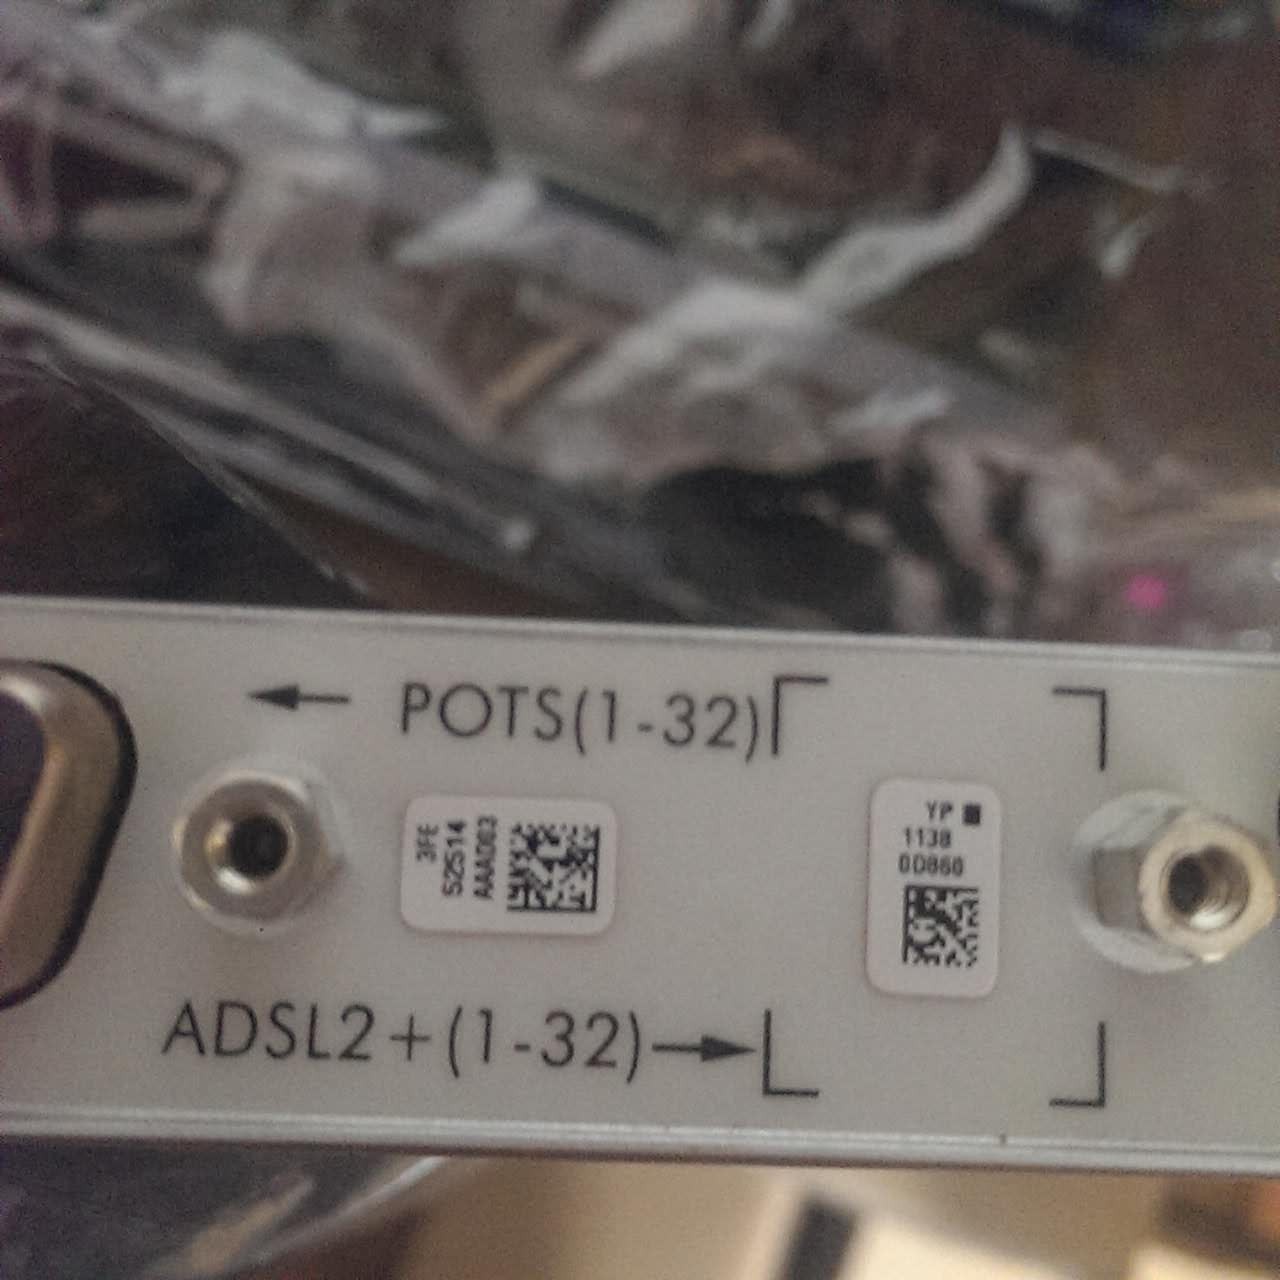 POTS(1-32)
3FE
52514
AAAD03
YP
1138
0D860
ADSL2+(1-32)